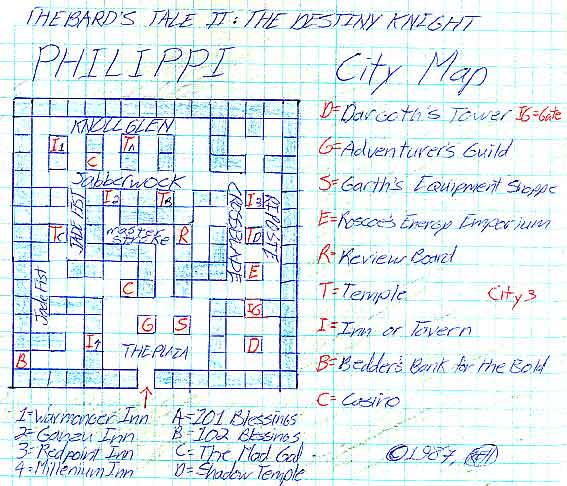 THE BARD'S TALE II: THE DESTINY KNIGHT
PHILIPPI
City Map
KNOLL GLEN
I1 TA
C
Jabberwock
I2 TB
JADE FIST
master
TC
R
CROSSBLADE
I3
RIPOSTE
TD
E
Jade Fist
C
IG
G S
I4
D
THE PLAZA
B
D=Dargoth's Tower IG=Gate
G=Adventurer's Guild
S=Garth's Equipment Shoppe
E=Roscoe's Energy Emporium
R=Review Board
T=Temple
City 3
I=Inn or Tavern
B=Bedder's Bank for the Bold
C=Casino
1=Warmonger Inn A=101 Blessings
2=Ganzu Inn B=102 Blessings
3=Redpoint Inn C=The Mad God
4=Millenium Inn D=Shadow Temple
©1987,